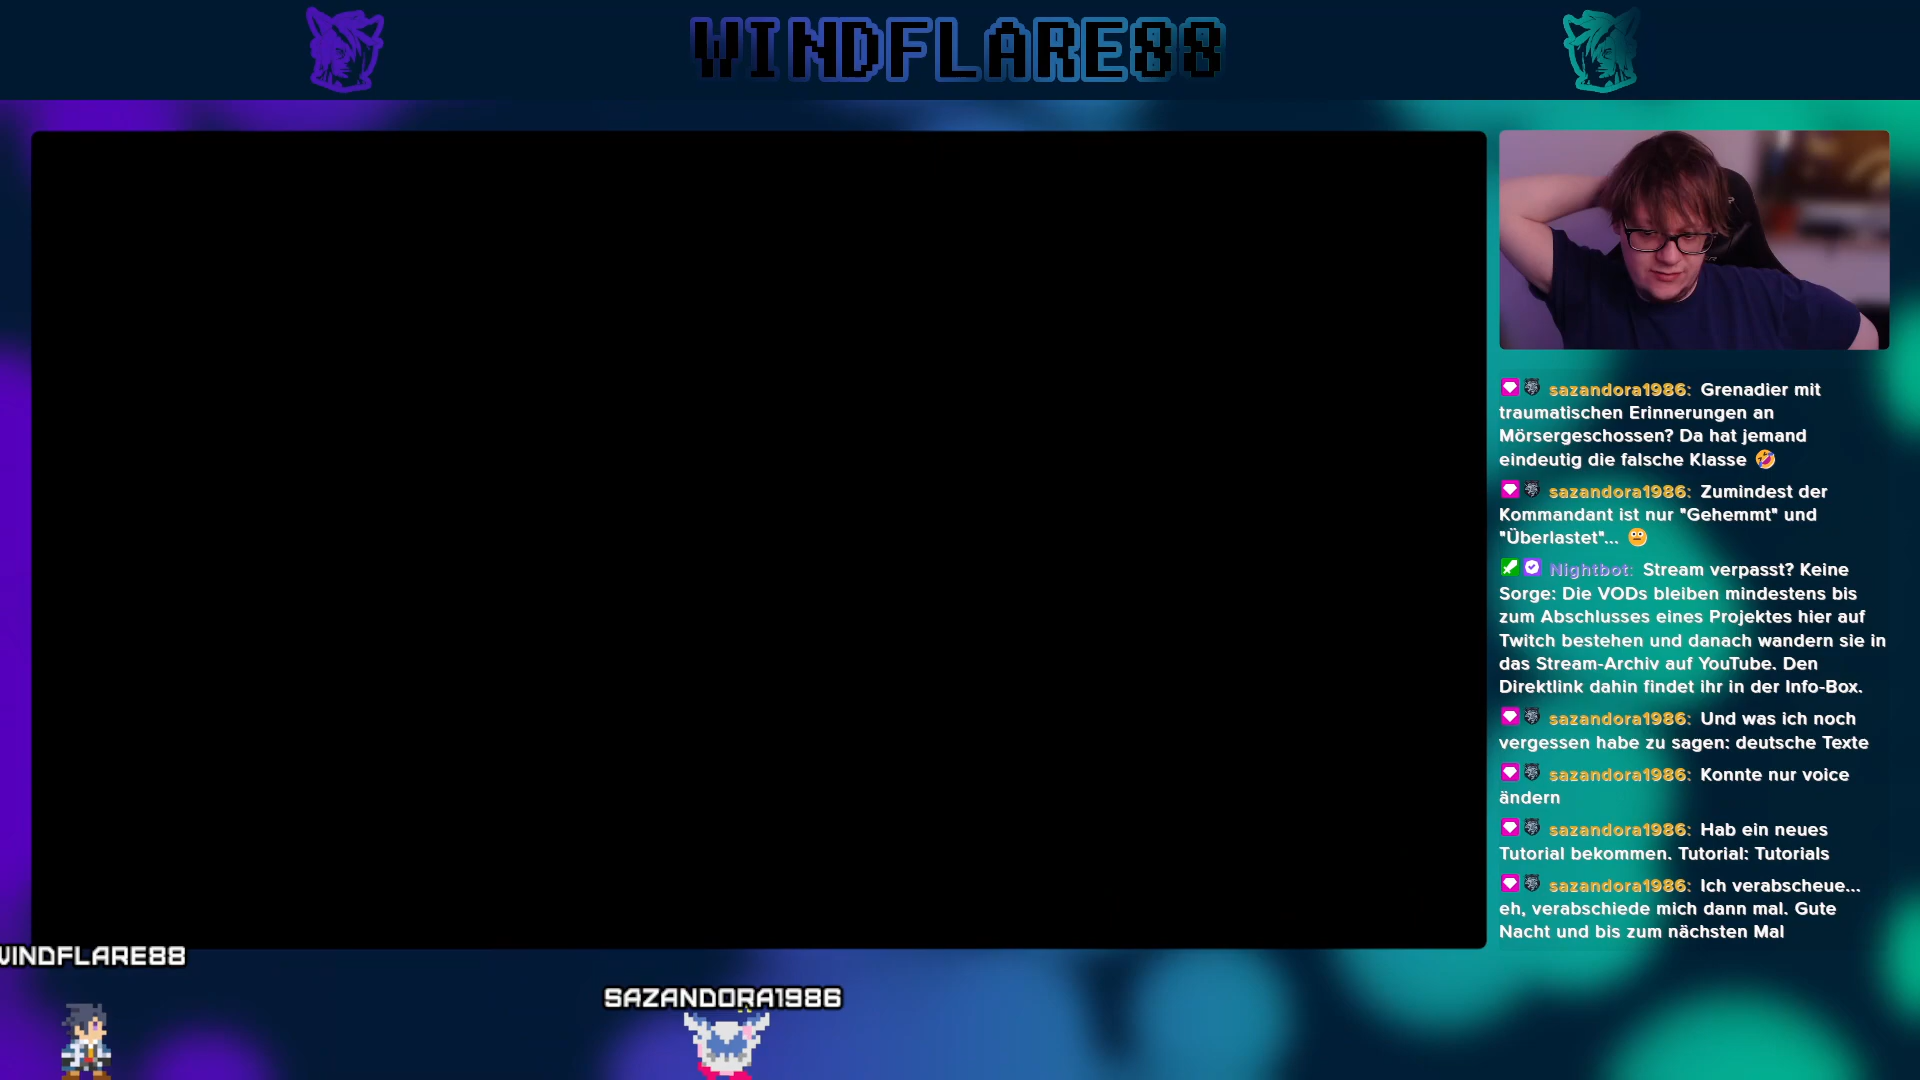 WINDFLARE88
sazandora1986: Grenadier mit
traumatischen Erinnerungen an
Mörsergeschossen? Da hat jemand
eindeutig die falsche Klasse 🤣
sazandora1986: Zumindest der
Kommandant ist nur "Gehemmt" und
"Überlastet"... 😐
Nightbot: Stream verpasst? Keine
Sorge: Die VODs bleiben mindestens bis
zum Abschlusses eines Projektes hier auf
Twitch bestehen und danach wandern sie in
das Stream-Archiv auf YouTube. Den
Direktlink dahin findet ihr in der Info-Box.
sazandora1986: Und was ich noch
vergessen habe zu sagen: deutsche Texte
sazandora1986: Konnte nur voice
ändern
sazandora1986: Hab ein neues
Tutorial bekommen. Tutorial: Tutorials
sazandora1986: Ich verabscheue...
eh, verabschiede mich dann mal. Gute
Nacht und bis zum nächsten Mal
WINDFLARE88
SAZANDORA1986